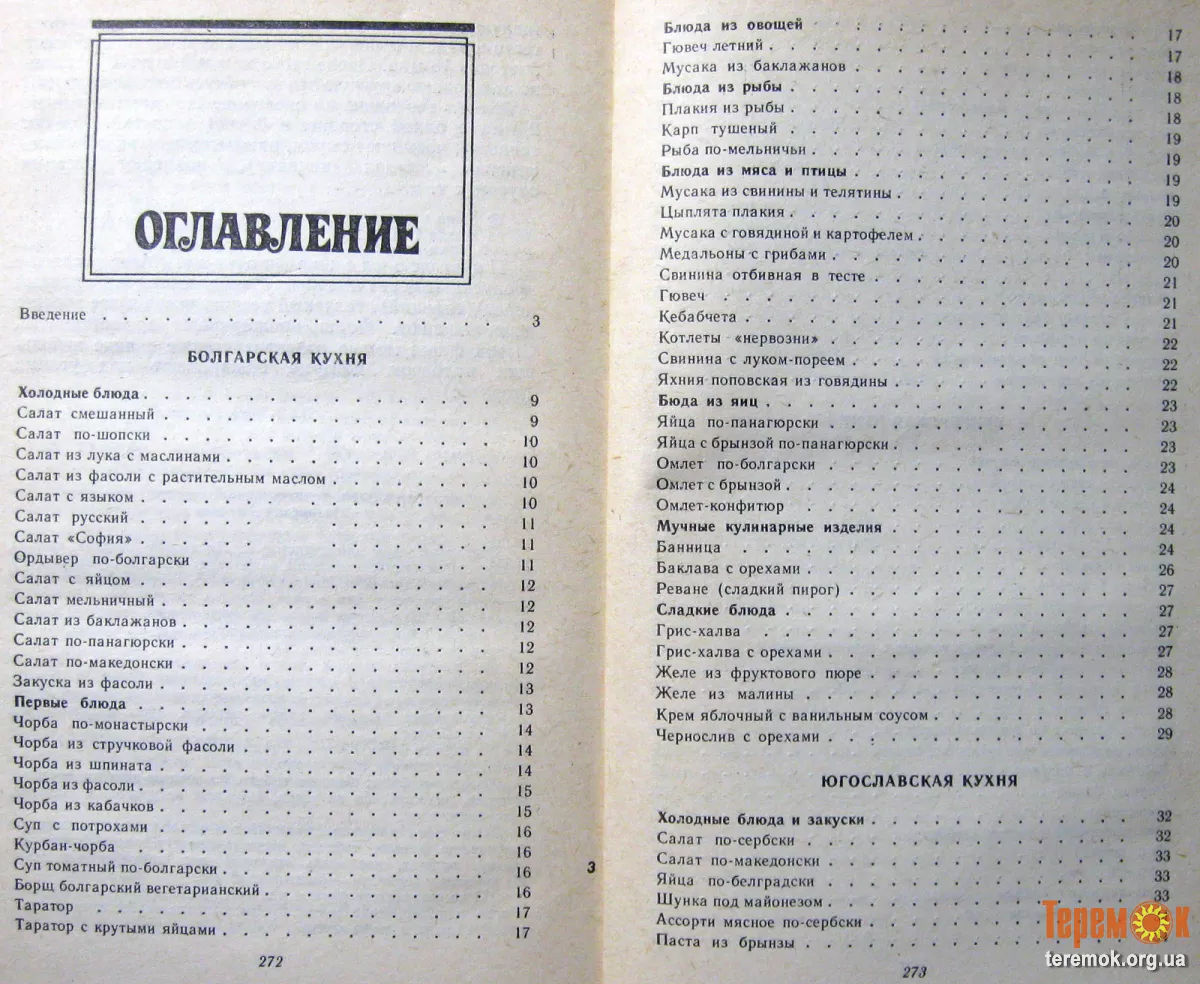 ОГЛАВЛЕНИЕ
Введение . . . . . . . . . . 3
БОЛГАРСКАЯ КУХНЯ
Холодные блюда . . . . . . . . . . 9
Салат смешанный . . . . . . . . . . 9
Салат по-шопски . . . . . . . . . . 10
Салат из лука с маслинами . . . . . . . . . . 10
Салат из фасоли с растительным маслом . . . . . . . . . . 10
Салат с языком . . . . . . . . . . 10
Салат русский . . . . . . . . . . 11
Салат «София» . . . . . . . . . . 11
Ордывер по-болгарски . . . . . . . . . . 11
Салат с яйцом . . . . . . . . . . 12
Салат мельничный . . . . . . . . . . 12
Салат из баклажанов . . . . . . . . . . 12
Салат по-панагюрски . . . . . . . . . . 12
Салат по-македонски . . . . . . . . . . 12
Закуска из фасоли . . . . . . . . . . 13
Первые блюда . . . . . . . . . . 13
Чорба по-монастырски . . . . . . . . . . 14
Чорба из стручковой фасоли . . . . . . . . . . 14
Чорба из шпината . . . . . . . . . . 14
Чорба из фасоли . . . . . . . . . . 15
Чорба из кабачков . . . . . . . . . . 15
Суп с потрохами . . . . . . . . . . 16
Курбан-чорба . . . . . . . . . . 16
Суп томатный по-болгарски . . . . . . . . . . 16
Борщ болгарский вегетарианский . . . . . . . . . . 16
Таратор . . . . . . . . . . 17
Таратор с крутыми яйцами . . . . . . . . . . 17
272
Блюда из овощей . . . . . . . . . . 17
Гювеч летний . . . . . . . . . . 17
Мусака из баклажанов . . . . . . . . . . 18
Блюда из рыбы . . . . . . . . . . 18
Плакия из рыбы . . . . . . . . . . 18
Карп тушеный . . . . . . . . . . 19
Рыба по-мельничьи . . . . . . . . . . 19
Блюда из мяса и птицы . . . . . . . . . . 19
Мусака из свинины и телятины . . . . . . . . . . 19
Цыплята плакия . . . . . . . . . . 20
Мусака с говядиной и картофелем . . . . . . . . . . 20
Медальоны с грибами . . . . . . . . . . 20
Свинина отбивная в тесте . . . . . . . . . . 21
Гювеч . . . . . . . . . . 21
Кебабчета . . . . . . . . . . 21
Котлеты «нервозни» . . . . . . . . . . 22
Свинина с луком-пореем . . . . . . . . . . 22
Яхния поповская из говядины . . . . . . . . . . 22
Бюда из яиц . . . . . . . . . . 23
Яйца по-панагюрски . . . . . . . . . . 23
Яйца с брынзой по-панагюрски . . . . . . . . . . 23
Омлет по-болгарски . . . . . . . . . . 23
Омлет с брынзой . . . . . . . . . . 24
Омлет-конфитюр . . . . . . . . . . 24
Мучные кулинарные изделия . . . . . . . . . . 24
Банница . . . . . . . . . . 24
Баклава с орехами . . . . . . . . . . 26
Реване (сладкий пирог) . . . . . . . . . . 27
Сладкие блюда . . . . . . . . . . 27
Грис-халва . . . . . . . . . . 27
Грис-халва с орехами . . . . . . . . . . 27
Желе из фруктового пюре . . . . . . . . . . 28
Желе из малины . . . . . . . . . . 28
Крем яблочный с ванильным соусом . . . . . . . . . . 28
Чернослив с орехами . . . . . . . . . . 29
ЮГОСЛАВСКАЯ КУХНЯ
Холодные блюда и закуски . . . . . . . . . . 32
Салат по-сербски . . . . . . . . . . 32
Салат по-македонски . . . . . . . . . . 33
Яйца по-белградски . . . . . . . . . . 33
3
Шунка под майонезом . . . . . . . . . . 33
Ассорти мясное по-сербски . . . . . . . . . .
Паста из брынзы . . . . . . . . . .
273
Теремок
teremok.org.ua